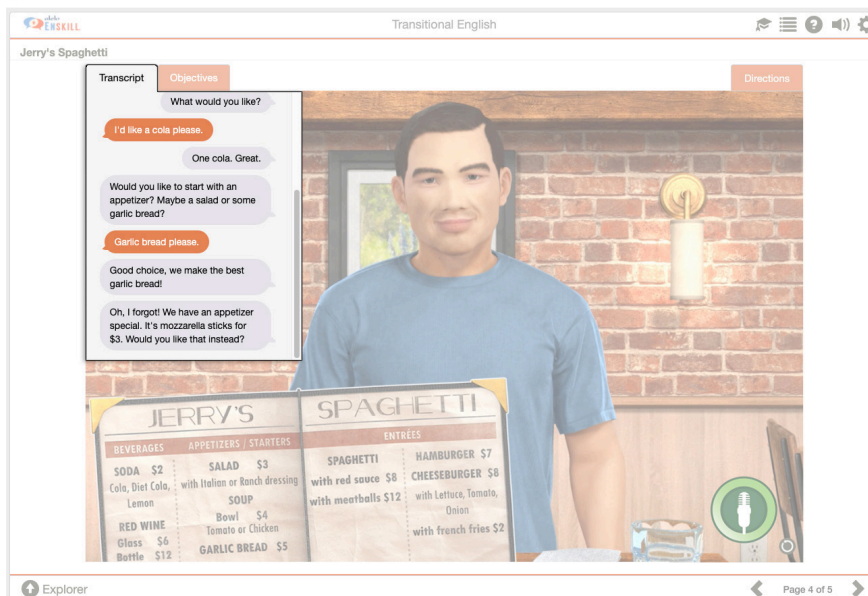 alelo
ENSKILL
Transitional English
Jerry's Spaghetti
Transcript
Objectives
Directions
What would you like?
I'd like a cola please.
One cola. Great.
Would you like to start with an
appetizer? Maybe a salad or some
garlic bread?
Garlic bread please.
Good choice, we make the best
garlic bread!
Oh, I forgot! We have an appetizer
special. It's mozzarella sticks for
$3. Would you like that instead?
JERRY'S SPAGHETTI
BEVERAGES
SODA $2
Cola, Diet Cola,
Lemon
RED WINE
Glass $6
Bottle $12
APPETIZERS / STARTERS
SALAD $3
with Italian or Ranch dressing
SOUP
Bowl $4
Tomato or Chicken
GARLIC BREAD $5
ENTREES
SPAGHETTI
with red sauce $8
with meatballs $12
HAMBURGER $7
CHEESEBURGER $8
with Lettuce, Tomato,
Onion
with french fries $2
Explorer
Page 4 of 5